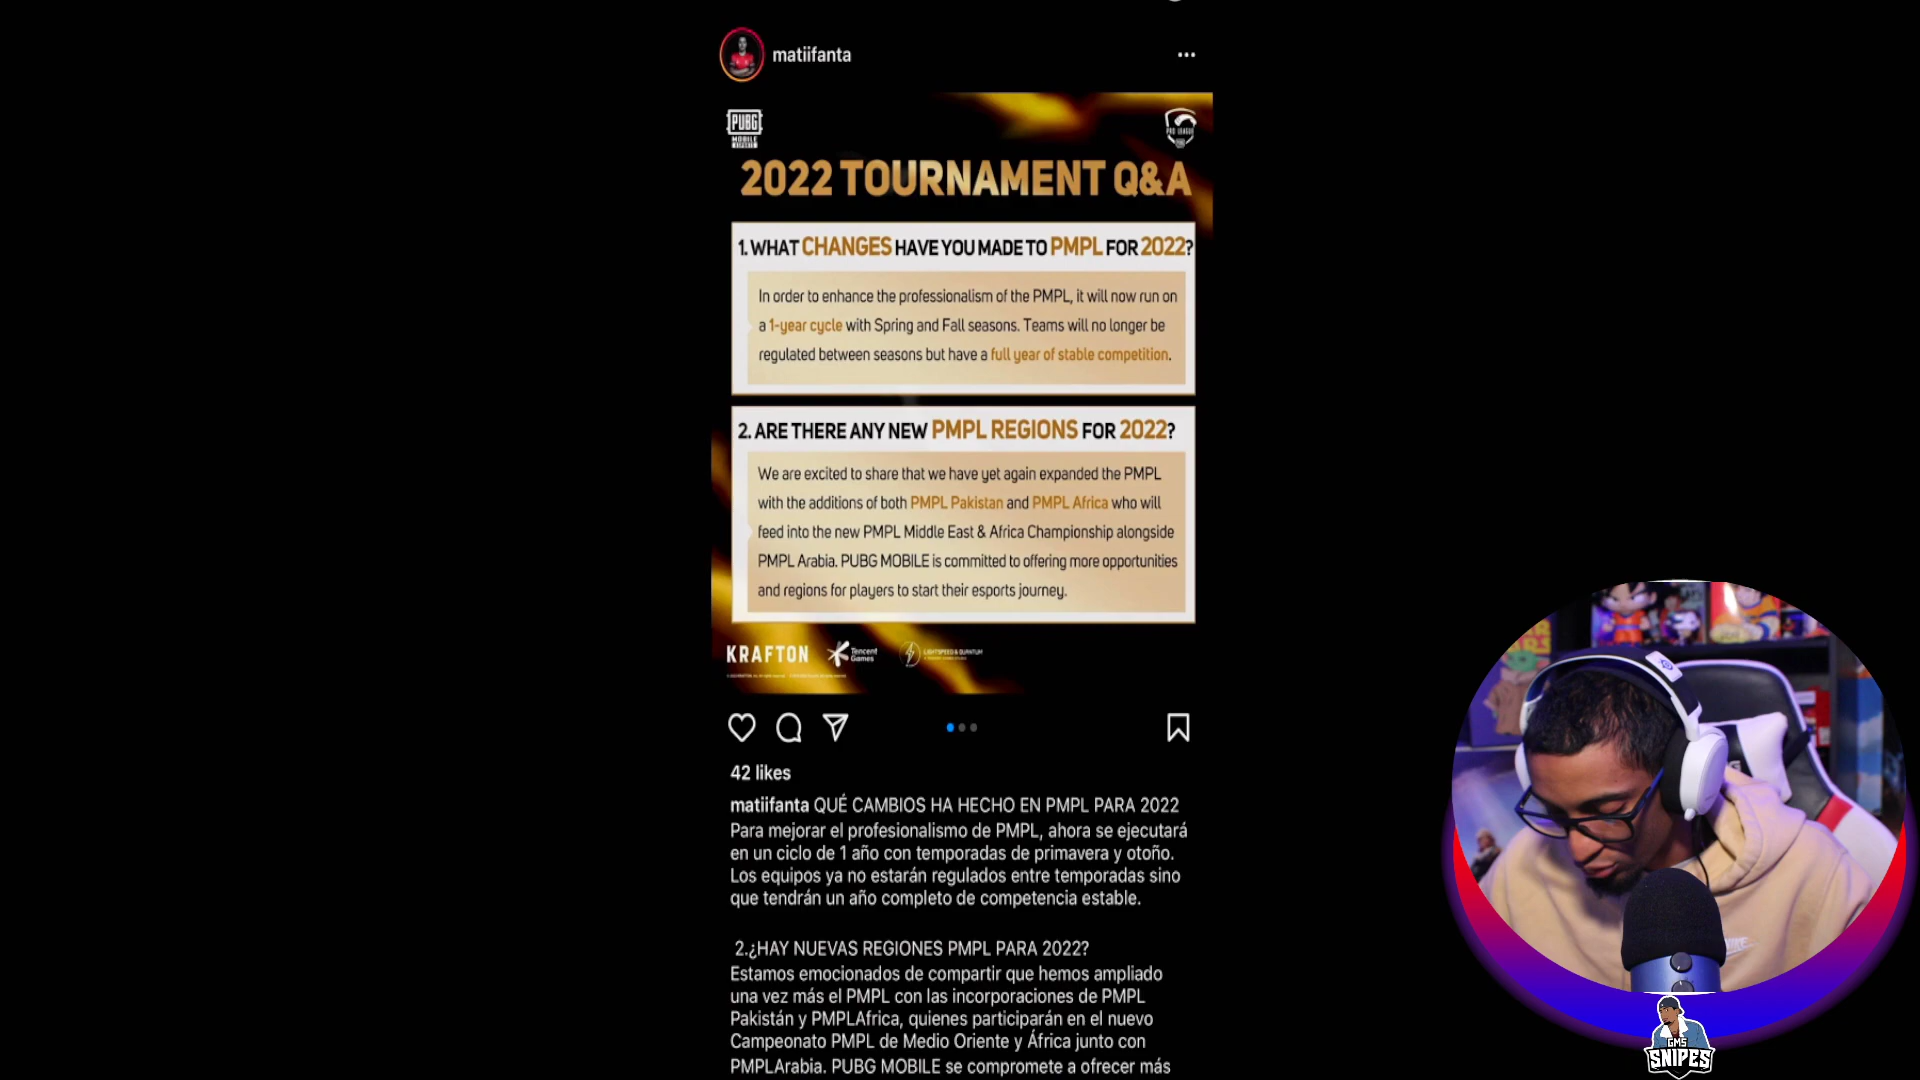 matiifanta
PUBG
MOBILE
ESPORTS
PRO LEAGUE
2022 TOURNAMENT Q&A
1. WHAT CHANGES HAVE YOU MADE TO PMPL FOR 2022?
In order to enhance the professionalism of the PMPL, it will now run on
a 1-year cycle with Spring and Fall seasons. Teams will no longer be
regulated between seasons but have a full year of stable competition.
2. ARE THERE ANY NEW PMPL REGIONS FOR 2022?
We are excited to share that we have yet again expanded the PMPL
with the additions of both PMPL Pakistan and PMPL Africa who will
feed into the new PMPL Middle East & Africa Championship alongside
PMPL Arabia. PUBG MOBILE is committed to offering more opportunities
and regions for players to start their esports journey.
KRAFTON
Tencent
Games
LIGHTSPEED & QUANTUM
42 likes
matiifanta QUÉ CAMBIOS HA HECHO EN PMPL PARA 2022
Para mejorar el profesionalismo de PMPL, ahora se ejecutará
en un ciclo de 1 año con temporadas de primavera y otoño.
Los equipos ya no estarán regulados entre temporadas sino
que tendrán un año completo de competencia estable.
2.¿HAY NUEVAS REGIONES PMPL PARA 2022?
Estamos emocionados de compartir que hemos ampliado
una vez más el PMPL con las incorporaciones de PMPL
Pakistán y PMPLAfrica, quienes participarán en el nuevo
Campeonato PMPL de Medio Oriente y África junto con
PMPLArabia. PUBG MOBILE se compromete a ofrecer más
GMS
SNIPES